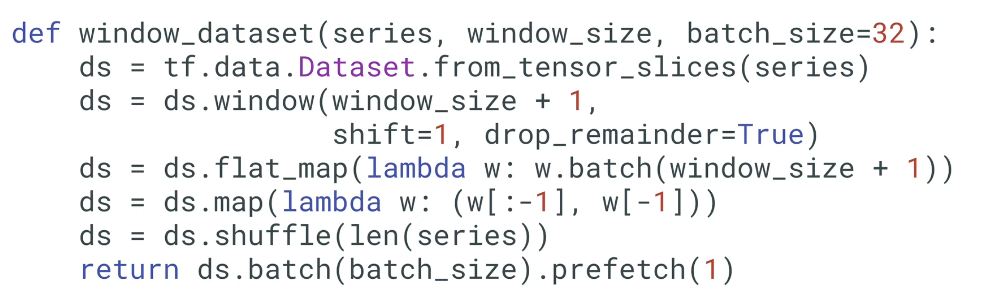 def window_dataset(series, window_size, batch_size=32):
    ds = tf.data.Dataset.from_tensor_slices(series)
    ds = ds.window(window_size + 1,
                   shift=1, drop_remainder=True)
    ds = ds.flat_map(lambda w: w.batch(window_size + 1))
    ds = ds.map(lambda w: (w[:-1], w[-1]))
    ds = ds.shuffle(len(series))
    return ds.batch(batch_size).prefetch(1)